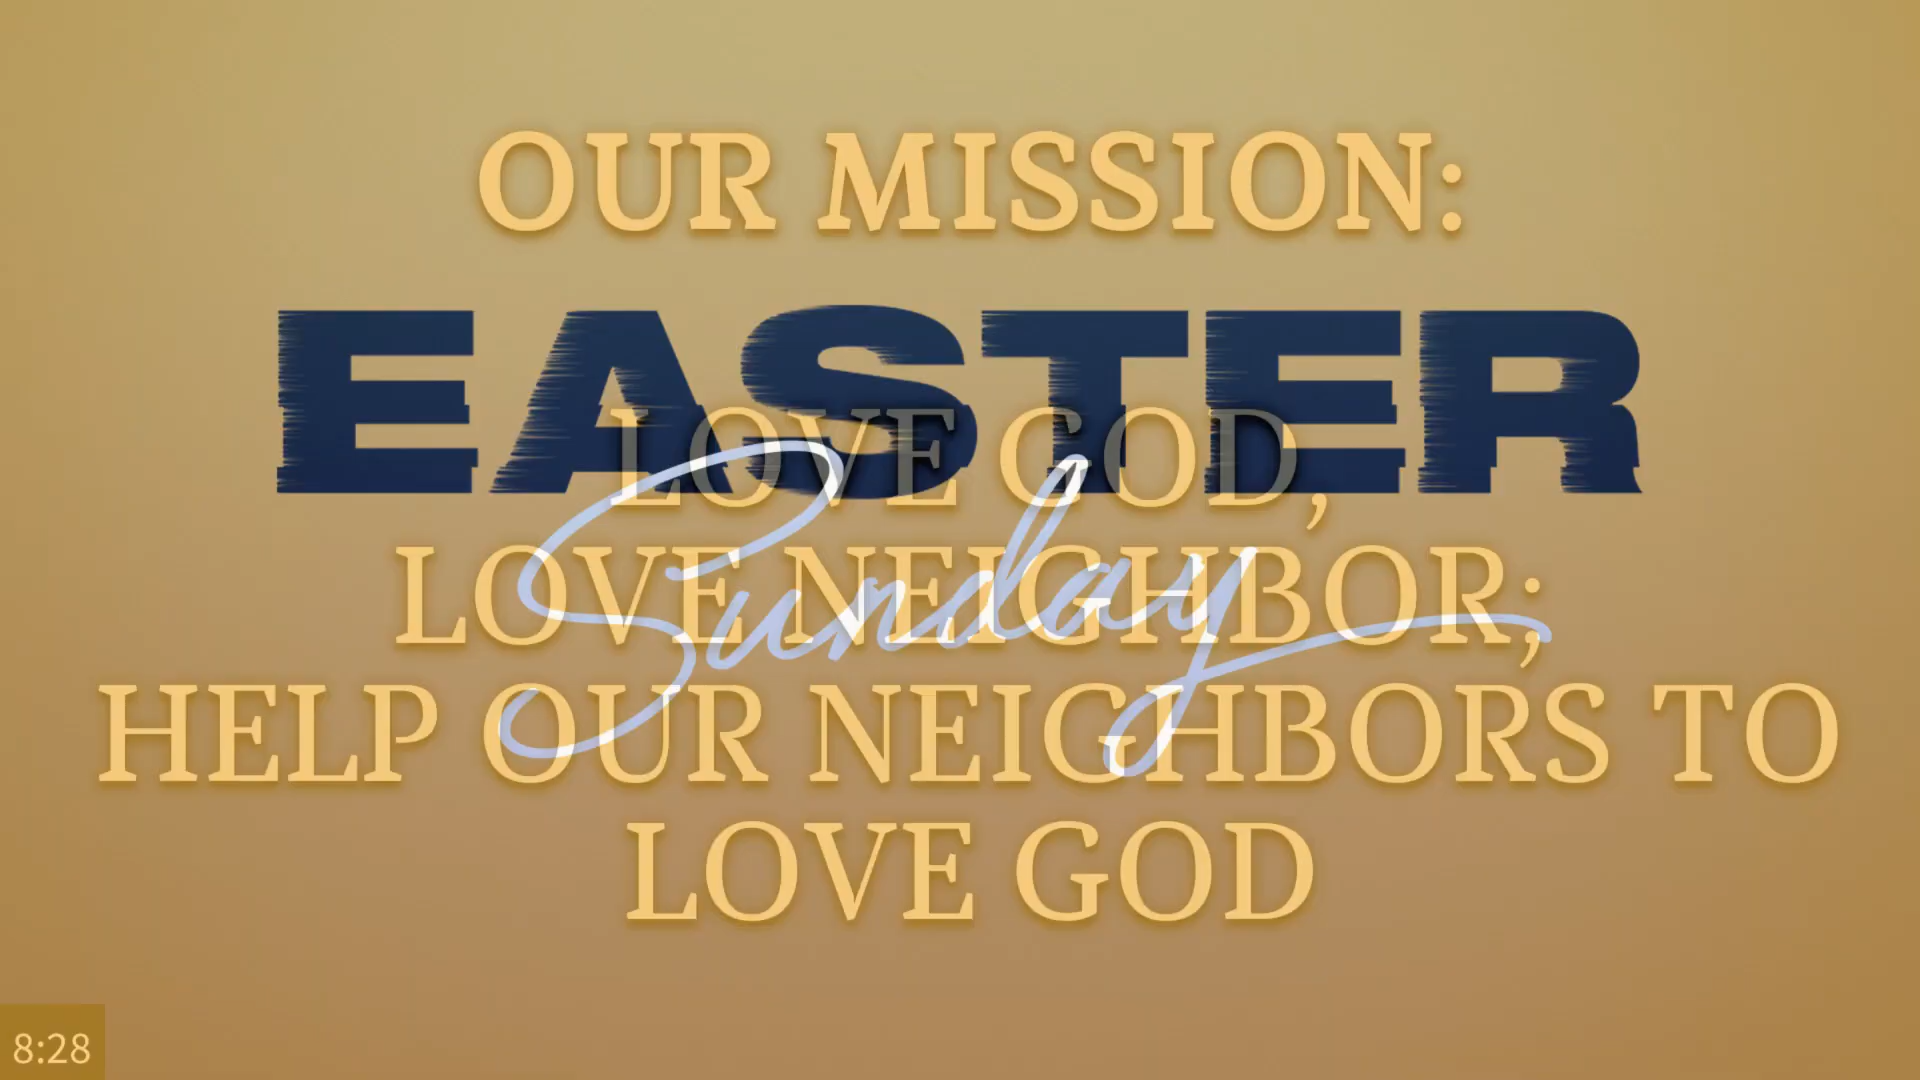 OUR MISSION:
EASTER
LOVE GOD,
Sunday
LOVE NEIGHBOR;
HELP OUR NEIGHBORS TO
LOVE GOD
8:28